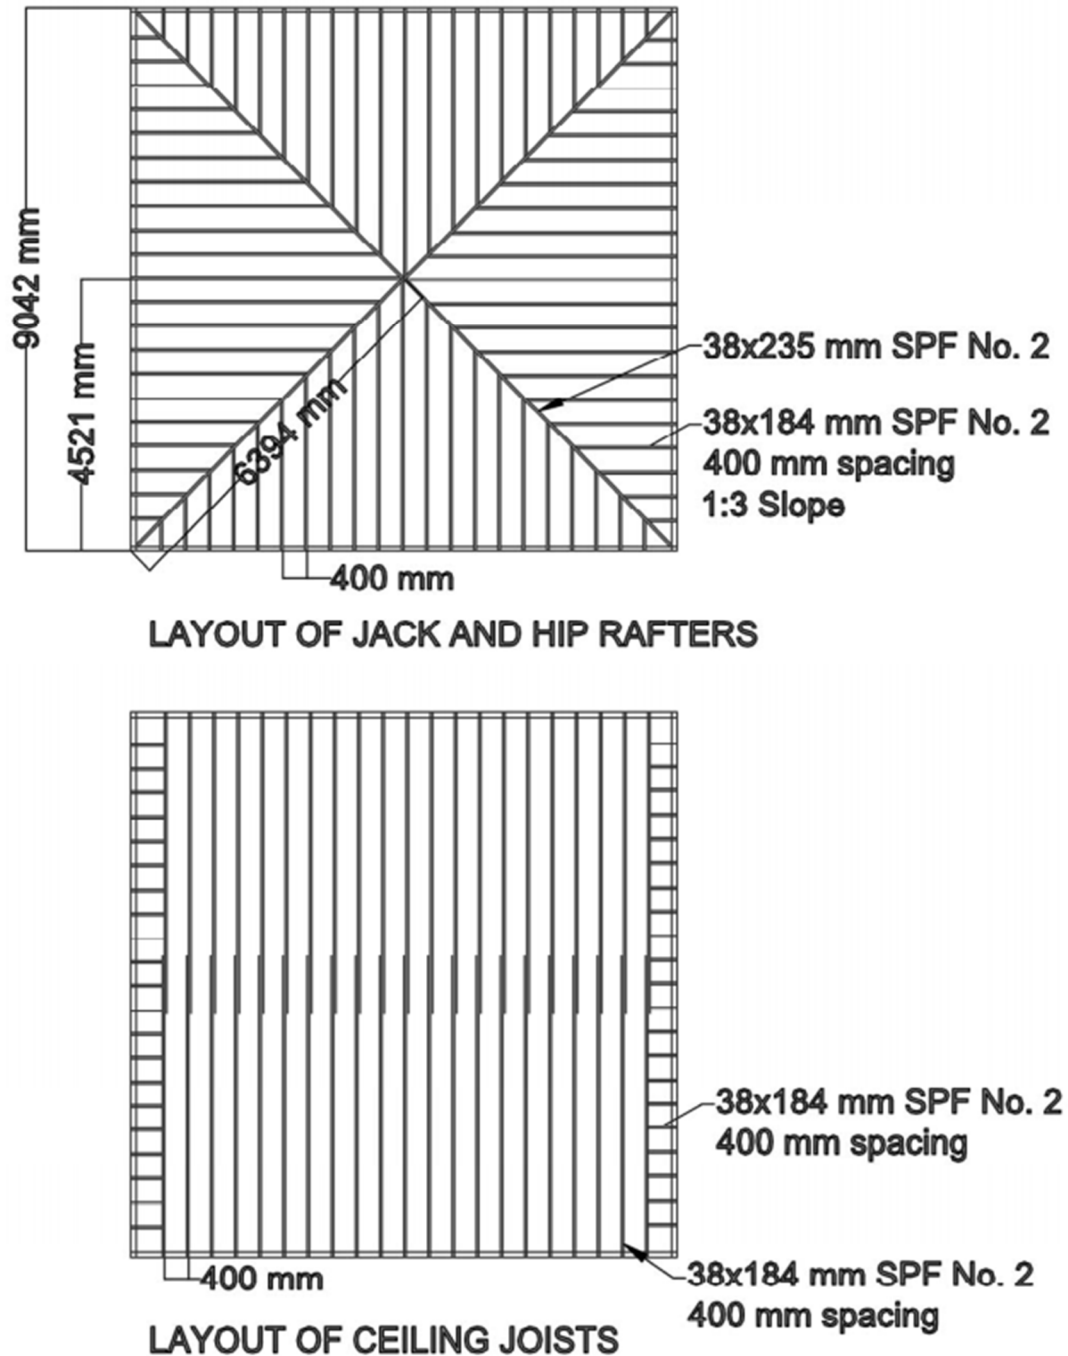 9042 mm
4521 mm
6394 mm
38x235 mm SPF No. 2
38x184 mm SPF No. 2
400 mm spacing
1:3 Slope
400 mm
LAYOUT OF JACK AND HIP RAFTERS
38x184 mm SPF No. 2
400 mm spacing
400 mm
38x184 mm SPF No. 2
400 mm spacing
LAYOUT OF CEILING JOISTS